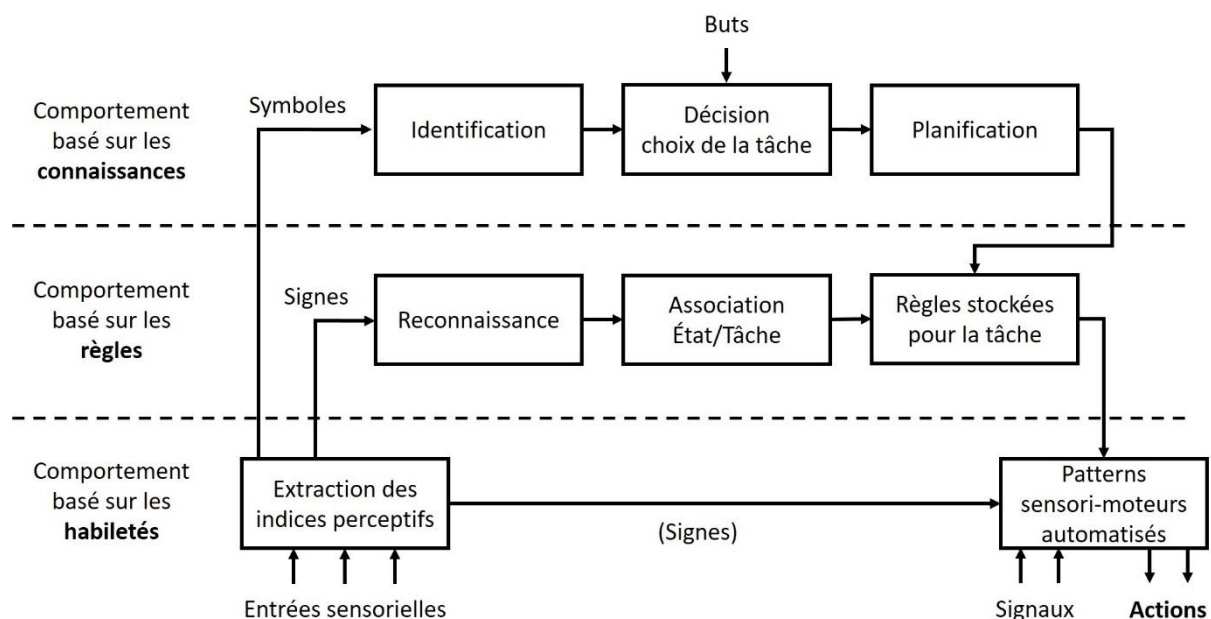 Buts
Comportement
basé sur les
connaissances
Symboles
Identification
Décision
choix de la tâche
Planification
Comportement
basé sur les
règles
Signes
Reconnaissance
Association
État/Tâche
Règles stockées
pour la tâche
Comportement
basé sur les
habiletés
Extraction des
indices perceptifs
(Signes)
Patterns
sensori-moteurs
automatisés
Entrées sensorielles
Signaux
Actions